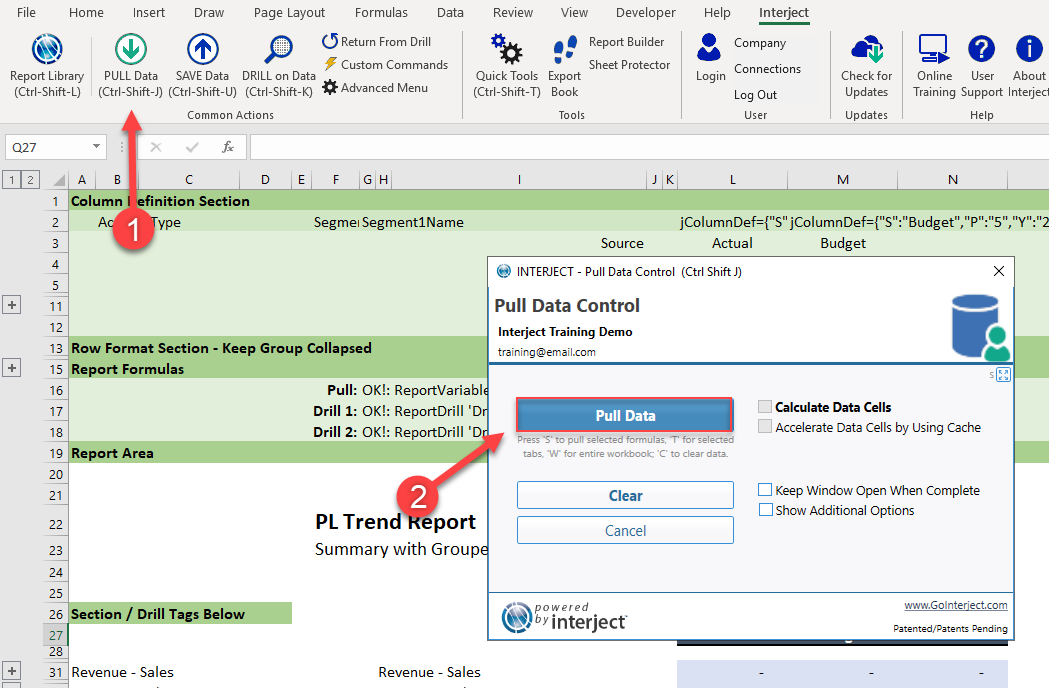 File Home Insert Draw Page Layout Formulas Data Review View Developer Help Interject
Report Library (Ctrl-Shift-L)
PULL Data (Ctrl-Shift-J)
SAVE Data (Ctrl-Shift-U)
DRILL on Data (Ctrl-Shift-K)
Return From Drill
Custom Commands
Advanced Menu
Common Actions
Quick Tools (Ctrl-Shift-T)
Export Book
Report Builder
Sheet Protector
Tools
Login
Company
Connections
Log Out
User
Check for Updates
Updates
Online Training
User Support
About Interject
Help
Q27
fx
1 2
A B C D E F G H I J K L M N
1 Column Definition Section
2 Type Segme Segment1Name jColumnDef={"S" jColumnDef={"S":"Budget","P":"5","Y":"2
3 Source Actual Budget
4
5
11
12
13 Row Format Section - Keep Group Collapsed
15 Report Formulas
16 Pull: OK!: ReportVariable
17 Drill 1: OK!: ReportDrill 'Dr
18 Drill 2: OK!: ReportDrill 'Dr
19 Report Area
20
21
22 PL Trend Report
23 Summary with Groupe
24
25
26 Section / Drill Tags Below
27
28
31 Revenue - Sales Revenue - Sales - - -
1
2
INTERJECT - Pull Data Control (Ctrl Shift J)
Pull Data Control
Interject Training Demo
training@email.com
S
Pull Data
Press 'S' to pull selected formulas, 'T' for selected
tabs, 'W' for entire workbook; 'C' to clear data.
Clear
Cancel
Calculate Data Cells
Accelerate Data Cells by Using Cache
Keep Window Open When Complete
Show Additional Options
powered
by interject
www.GoInterject.com
Patented/Patents Pending